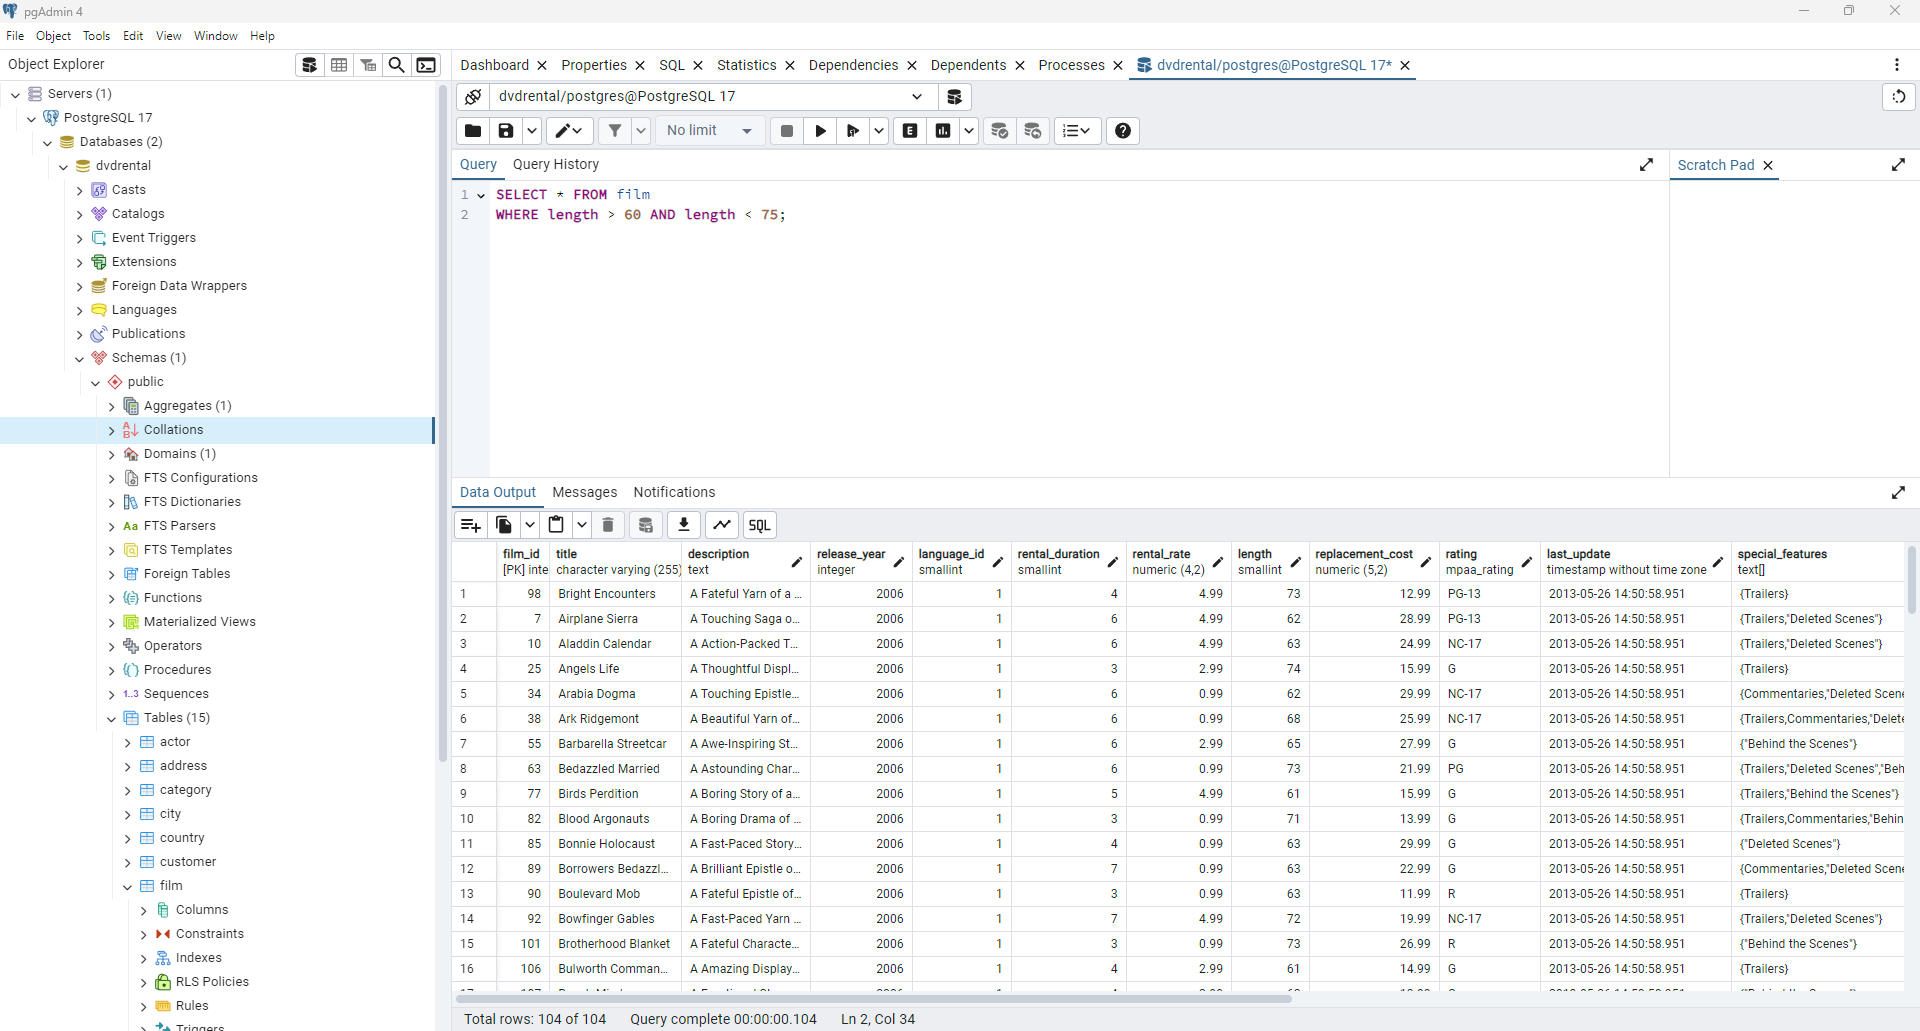 pgAdmin 4
File Object Tools Edit View Window Help
Object Explorer
Servers (1)
PostgreSQL 17
Databases (2)
dvdrental
Casts
Catalogs
Event Triggers
Extensions
Foreign Data Wrappers
Languages
Publications
Schemas (1)
public
Aggregates (1)
Collations
Domains (1)
FTS Configurations
FTS Dictionaries
FTS Parsers
FTS Templates
Foreign Tables
Functions
Materialized Views
Operators
Procedures
Sequences
Tables (15)
actor
address
category
city
country
customer
film
Columns
Constraints
Indexes
RLS Policies
Rules
Triggers
Dashboard Properties SQL Statistics Dependencies Dependents Processes dvdrental/postgres@PostgreSQL 17*
dvdrental/postgres@PostgreSQL 17
No limit
Query Query History
Scratch Pad
1 SELECT * FROM film
2 WHERE length > 60 AND length < 75;
Data Output Messages Notifications
SQL
film_id title description release_year language_id rental_duration rental_rate length replacement_cost rating last_update special_features
[PK] inte character varying (255) text integer smallint smallint numeric (4,2) smallint numeric (5,2) mpaa_rating timestamp without time zone text[]
1 98 Bright Encounters A Fateful Yarn of a ... 2006 1 4 4.99 73 12.99 PG-13 2013-05-26 14:50:58.951 {Trailers}
2 7 Airplane Sierra A Touching Saga o... 2006 1 6 4.99 62 28.99 PG-13 2013-05-26 14:50:58.951 {Trailers,"Deleted Scenes"}
3 10 Aladdin Calendar A Action-Packed T... 2006 1 6 4.99 63 24.99 NC-17 2013-05-26 14:50:58.951 {Trailers,"Deleted Scenes"}
4 25 Angels Life A Thoughtful Displ... 2006 1 3 2.99 74 15.99 G 2013-05-26 14:50:58.951 {Trailers}
5 34 Arabia Dogma A Touching Epistle... 2006 1 6 0.99 62 29.99 NC-17 2013-05-26 14:50:58.951 {Commentaries,"Deleted Scene
6 38 Ark Ridgemont A Beautiful Yarn of... 2006 1 6 0.99 68 25.99 NC-17 2013-05-26 14:50:58.951 {Trailers,Commentaries,"Delete
7 55 Barbarella Streetcar A Awe-Inspiring St... 2006 1 6 2.99 65 27.99 G 2013-05-26 14:50:58.951 {"Behind the Scenes"}
8 63 Bedazzled Married A Astounding Char... 2006 1 6 0.99 73 21.99 PG 2013-05-26 14:50:58.951 {Trailers,"Deleted Scenes","Beh
9 77 Birds Perdition A Boring Story of a... 2006 1 5 4.99 61 15.99 G 2013-05-26 14:50:58.951 {Trailers,"Behind the Scenes"}
10 82 Blood Argonauts A Boring Drama of ... 2006 1 3 0.99 71 13.99 G 2013-05-26 14:50:58.951 {Trailers,Commentaries,"Behin
11 85 Bonnie Holocaust A Fast-Paced Story... 2006 1 4 0.99 63 29.99 G 2013-05-26 14:50:58.951 {"Deleted Scenes"}
12 89 Borrowers Bedazzl... A Brilliant Epistle o... 2006 1 7 0.99 63 22.99 G 2013-05-26 14:50:58.951 {Commentaries,"Deleted Scene
13 90 Boulevard Mob A Fateful Epistle of... 2006 1 3 0.99 63 11.99 R 2013-05-26 14:50:58.951 {Trailers}
14 92 Bowfinger Gables A Fast-Paced Yarn ... 2006 1 7 4.99 72 19.99 NC-17 2013-05-26 14:50:58.951 {Trailers,"Deleted Scenes"}
15 101 Brotherhood Blanket A Fateful Characte... 2006 1 3 0.99 73 26.99 R 2013-05-26 14:50:58.951 {"Behind the Scenes"}
16 106 Bulworth Comman... A Amazing Display... 2006 1 4 2.99 61 14.99 G 2013-05-26 14:50:58.951 {Trailers}
Total rows: 104 of 104 Query complete 00:00:00.104 Ln 2, Col 34